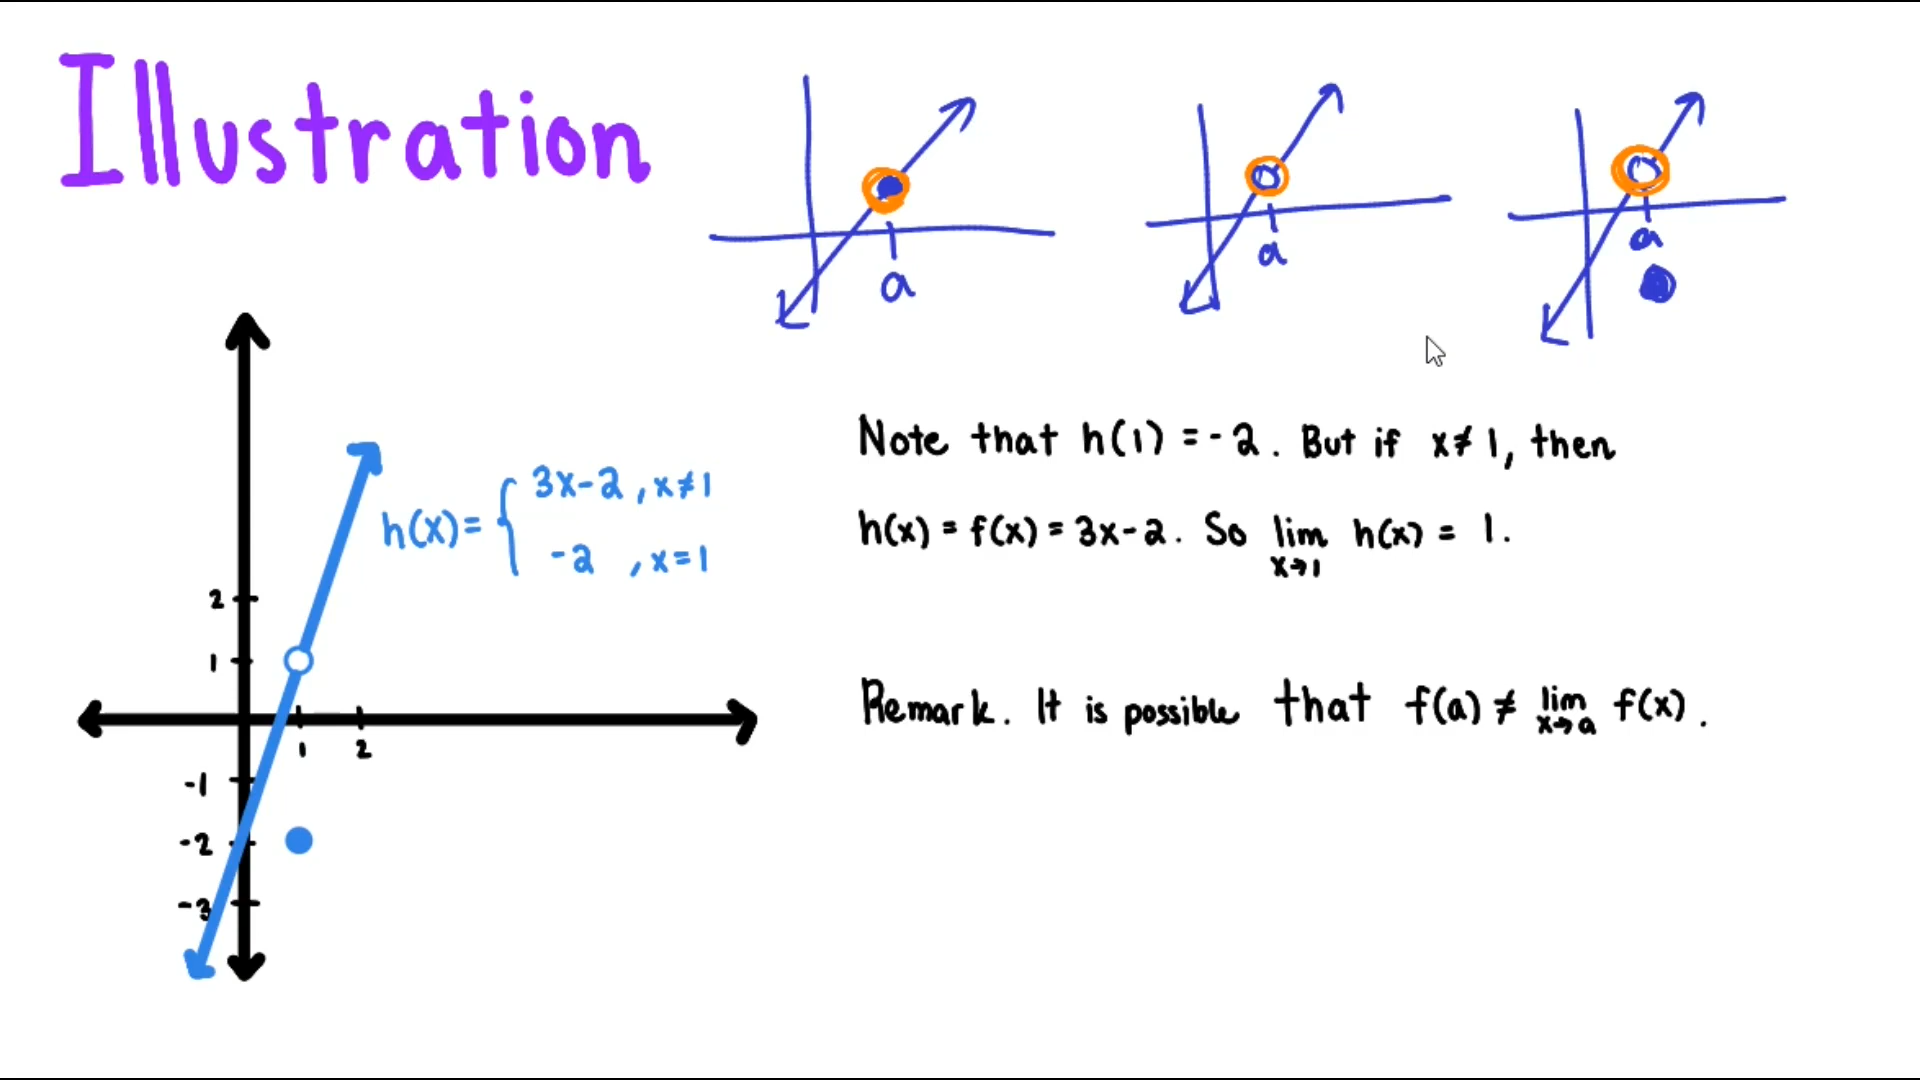 Illustration
a
a
a
h(x) = { 3x-2 , x≠1
-2 , x=1
2
1
1 2
-1
-2
-3
Note that h(1) = -2. But if x≠1, then
h(x) = f(x) = 3x-2. So lim x→1 h(x) = 1.
Remark. It is possible that f(a) ≠ lim x→a f(x).